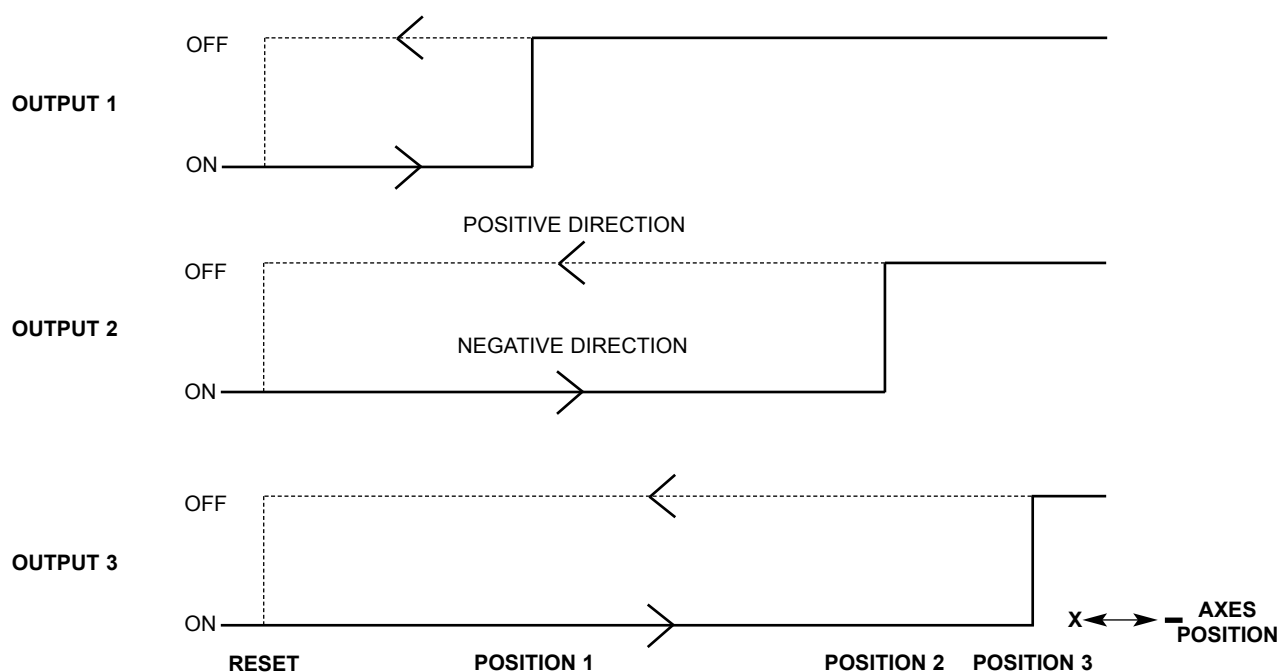 OFF
OUTPUT 1
ON
POSITIVE DIRECTION
OFF
OUTPUT 2
NEGATIVE DIRECTION
ON
OFF
OUTPUT 3
ON
X
AXES
POSITION
RESET
POSITION 1
POSITION 2
POSITION 3